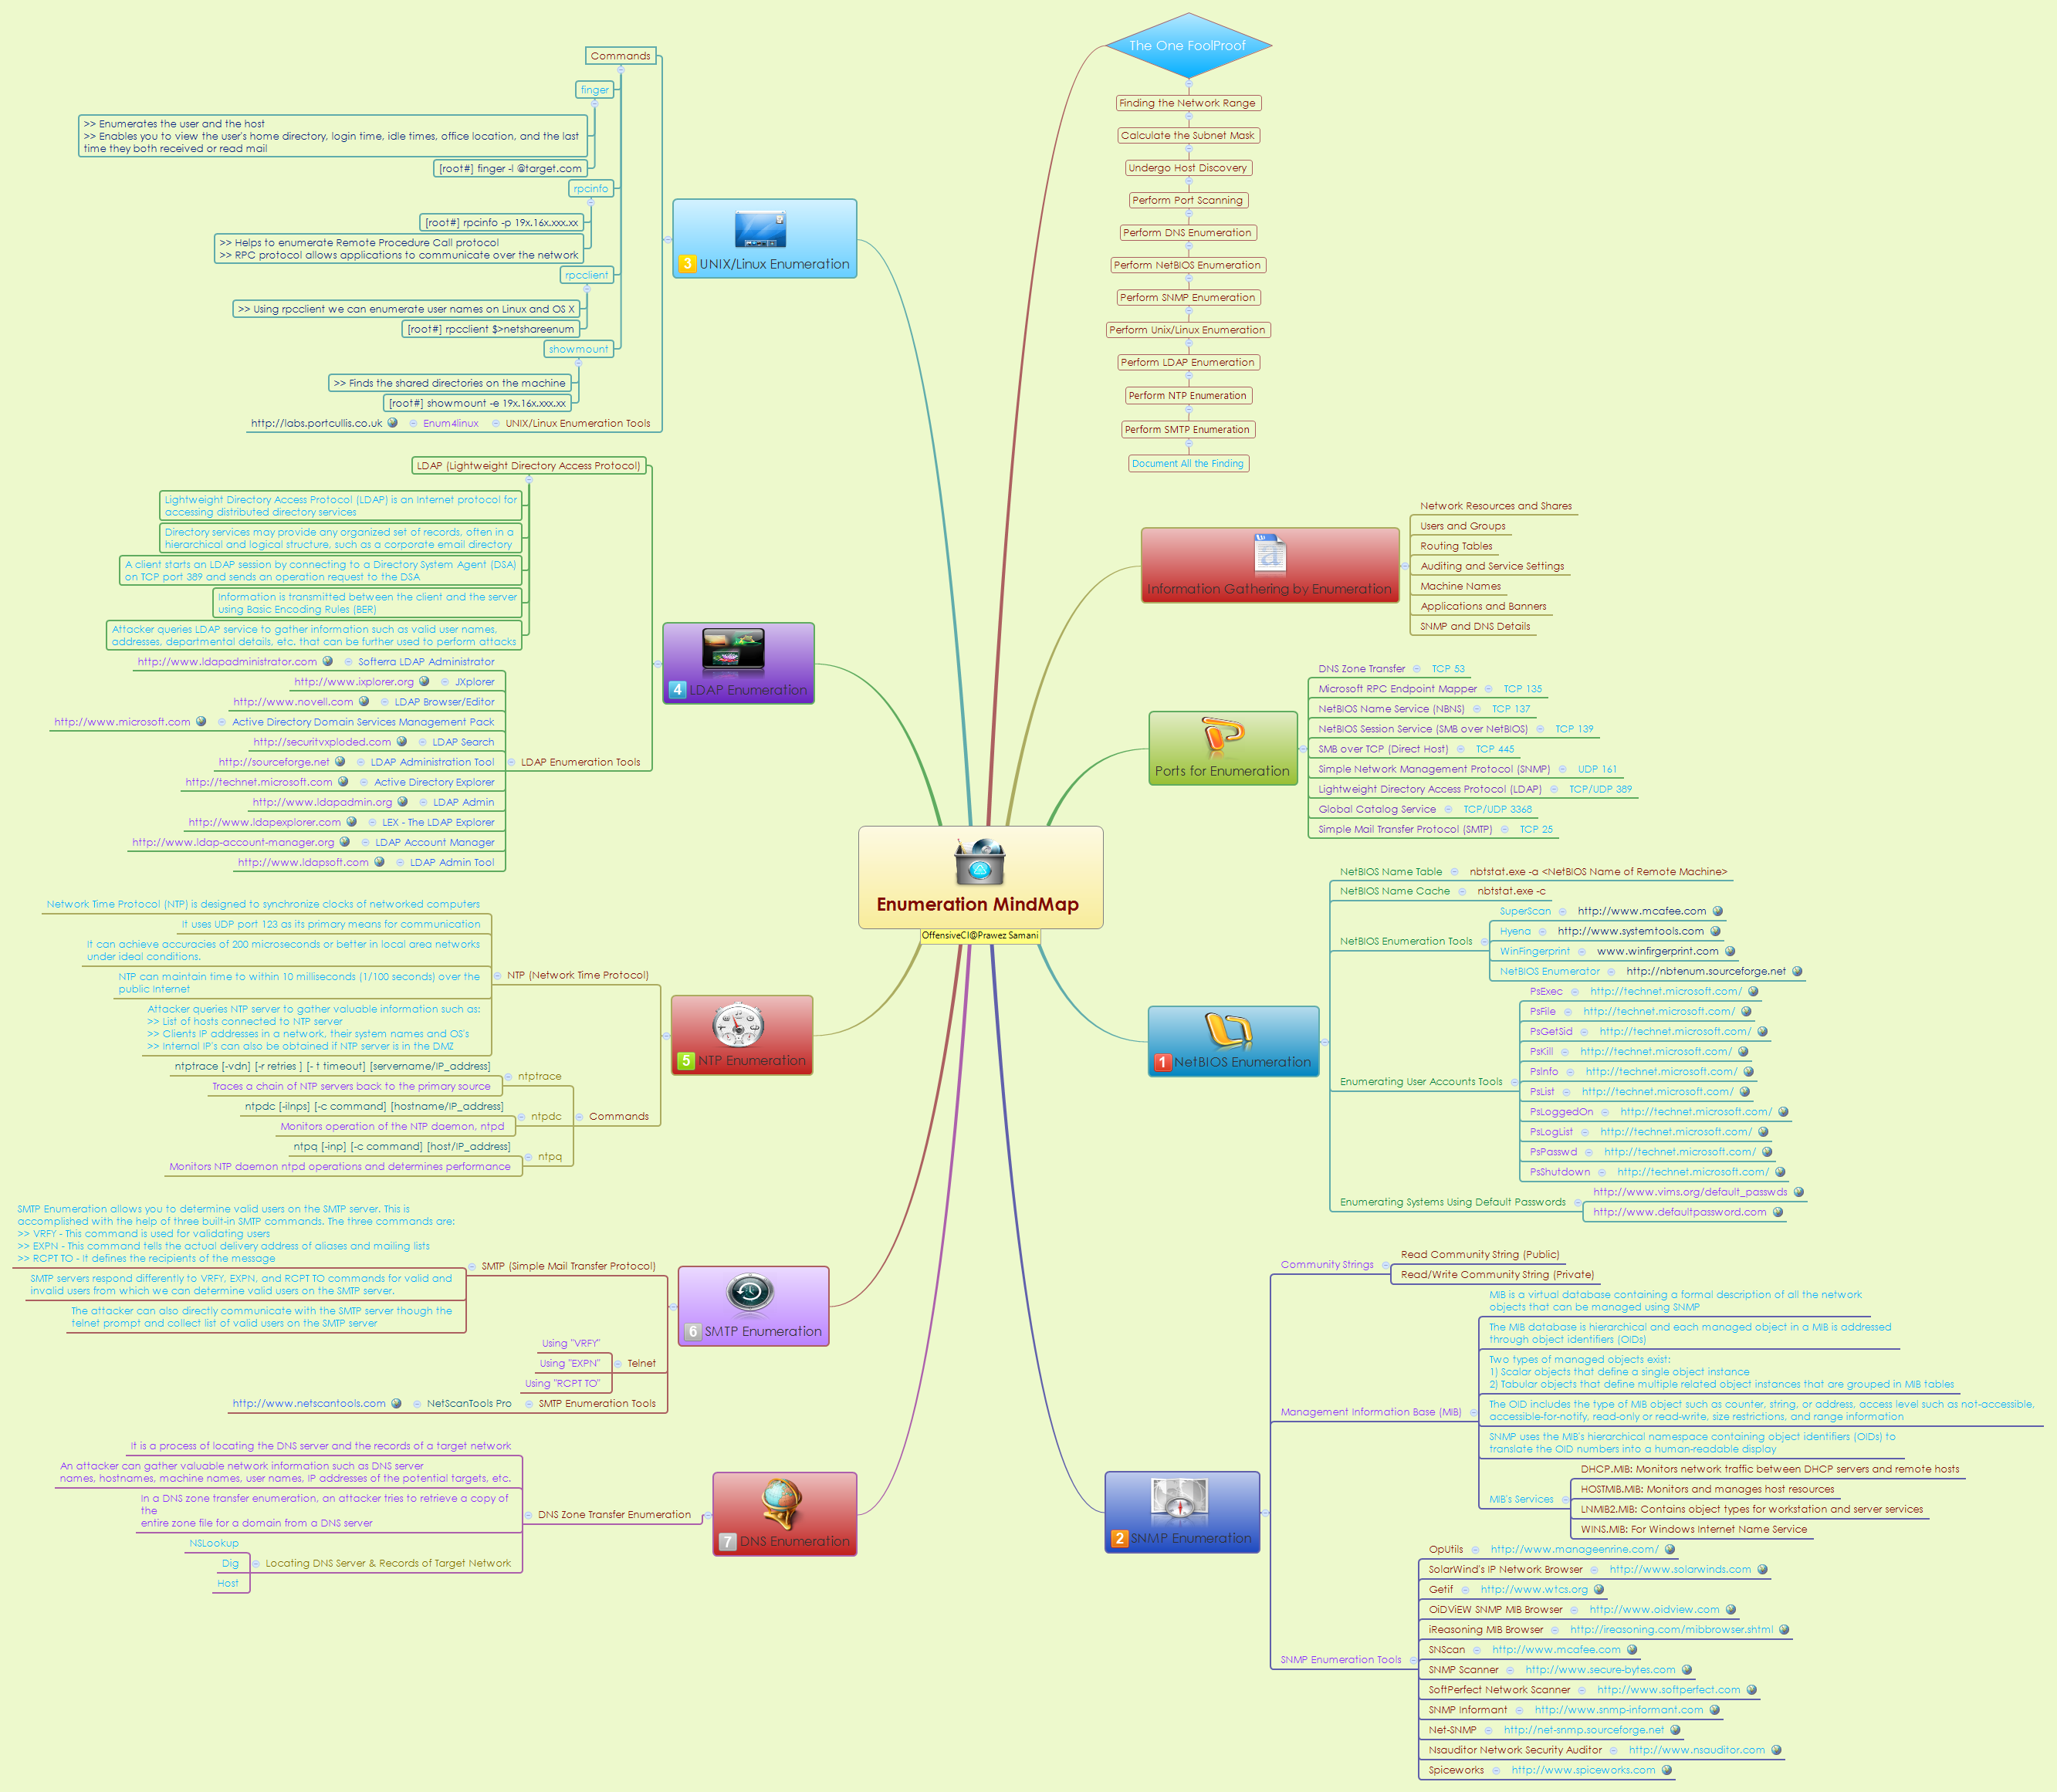 The One FoolProof
Finding the Network Range
Calculate the Subnet Mask
Undergo Host Discovery
Perform Port Scanning
Perform DNS Enumeration
Perform NetBIOS Enumeration
Perform SNMP Enumeration
Perform Unix/Linux Enumeration
Perform LDAP Enumeration
Perform NTP Enumeration
Perform SMTP Enumeration
Document All the Finding
Information Gathering by Enumeration
Network Resources and Shares
Users and Groups
Routing Tables
Auditing and Service Settings
Machine Names
Applications and Banners
SNMP and DNS Details
Ports for Enumeration
DNS Zone Transfer TCP 53
Microsoft RPC Endpoint Mapper TCP 135
NetBIOS Name Service (NBNS) TCP 137
NetBIOS Session Service (SMB over NetBIOS) TCP 139
SMB over TCP (Direct Host) TCP 445
Simple Network Management Protocol (SNMP) UDP 161
Lightweight Directory Access Protocol (LDAP) TCP/UDP 389
Global Catalog Service TCP/UDP 3368
Simple Mail Transfer Protocol (SMTP) TCP 25
Enumeration MindMap
OffensiveCI@Prawez Samani
1 NetBIOS Enumeration
NetBIOS Name Table nbtstat.exe -a <NetBIOS Name of Remote Machine>
NetBIOS Name Cache nbtstat.exe -c
NetBIOS Enumeration Tools
SuperScan http://www.mcafee.com
Hyena http://www.systemtools.com
WinFingerprint www.winfirgerprint.com
NetBIOS Enumerator http://nbtenum.sourceforge.net
Enumerating User Accounts Tools
PsExec http://technet.microsoft.com/
PsFile http://technet.microsoft.com/
PsGetSid http://technet.microsoft.com/
PsKill http://technet.microsoft.com/
PsInfo http://technet.microsoft.com/
PsList http://technet.microsoft.com/
PsLoggedOn http://technet.microsoft.com/
PsLogList http://technet.microsoft.com/
PsPasswd http://technet.microsoft.com/
PsShutdown http://technet.microsoft.com/
Enumerating Systems Using Default Passwords
http://www.vims.org/default_passwds
http://www.defaultpassword.com
2 SNMP Enumeration
Community Strings
Read Community String (Public)
Read/Write Community String (Private)
Management Information Base (MIB)
MIB is a virtual database containing a formal description of all the network
objects that can be managed using SNMP
The MIB database is hierarchical and each managed object in a MIB is addressed
through object identifiers (OIDs)
Two types of managed objects exist:
1) Scalar objects that define a single object instance
2) Tabular objects that define multiple related object instances that are grouped in MIB tables
The OID includes the type of MIB object such as counter, string, or address, access level such as not-accessible,
accessible-for-notify, read-only or read-write, size restrictions, and range information
SNMP uses the MIB's hierarchical namespace containing object identifiers (OIDs) to
translate the OID numbers into a human-readable display
MIB's Services
DHCP.MIB: Monitors network traffic between DHCP servers and remote hosts
HOSTMIB.MIB: Monitors and manages host resources
LNMIB2.MIB: Contains object types for workstation and server services
WINS.MIB: For Windows Internet Name Service
SNMP Enumeration Tools
OpUtils http://www.manageenrine.com/
SolarWind's IP Network Browser http://www.solarwinds.com
Getif http://www.wtcs.org
OiDViEW SNMP MIB Browser http://www.oidview.com
iReasoning MIB Browser http://ireasoning.com/mibbrowser.shtml
SNScan http://www.mcafee.com
SNMP Scanner http://www.secure-bytes.com
SoftPerfect Network Scanner http://www.softperfect.com
SNMP Informant http://www.snmp-informant.com
Net-SNMP http://net-snmp.sourceforge.net
Nsauditor Network Security Auditor http://www.nsauditor.com
Spiceworks http://www.spiceworks.com
3 UNIX/Linux Enumeration
Commands
finger
>> Enumerates the user and the host
>> Enables you to view the user's home directory, login time, idle times, office location, and the last
time they both received or read mail
[root#] finger -l @target.com
rpcinfo
[root#] rpcinfo -p 19x.16x.xxx.xx
>> Helps to enumerate Remote Procedure Call protocol
>> RPC protocol allows applications to communicate over the network
rpcclient
>> Using rpcclient we can enumerate user names on Linux and OS X
[root#] rpcclient $>netshareenum
showmount
>> Finds the shared directories on the machine
[root#] showmount -e 19x.16x.xxx.xx
http://labs.portcullis.co.uk Enum4linux UNIX/Linux Enumeration Tools
4 LDAP Enumeration
LDAP (Lightweight Directory Access Protocol)
Lightweight Directory Access Protocol (LDAP) is an Internet protocol for
accessing distributed directory services
Directory services may provide any organized set of records, often in a
hierarchical and logical structure, such as a corporate email directory
A client starts an LDAP session by connecting to a Directory System Agent (DSA)
on TCP port 389 and sends an operation request to the DSA
Information is transmitted between the client and the server
using Basic Encoding Rules (BER)
Attacker queries LDAP service to gather information such as valid user names,
addresses, departmental details, etc. that can be further used to perform attacks
LDAP Enumeration Tools
http://www.ldapadministrator.com Softerra LDAP Administrator
http://www.ixplorer.org JXplorer
http://www.novell.com LDAP Browser/Editor
http://www.microsoft.com Active Directory Domain Services Management Pack
http://securitvxploded.com LDAP Search
http://sourceforge.net LDAP Administration Tool
http://technet.microsoft.com Active Directory Explorer
http://www.ldapadmin.org LDAP Admin
http://www.ldapexplorer.com LEX - The LDAP Explorer
http://www.ldap-account-manager.org LDAP Account Manager
http://www.ldapsoft.com LDAP Admin Tool
5 NTP Enumeration
NTP (Network Time Protocol)
Network Time Protocol (NTP) is designed to synchronize clocks of networked computers
It uses UDP port 123 as its primary means for communication
It can achieve accuracies of 200 microseconds or better in local area networks
under ideal conditions.
NTP can maintain time to within 10 milliseconds (1/100 seconds) over the
public Internet
Attacker queries NTP server to gather valuable information such as:
>> List of hosts connected to NTP server
>> Clients IP addresses in a network, their system names and OS's
>> Internal IP's can also be obtained if NTP server is in the DMZ
Commands
ntptrace
ntptrace [-vdn] [-r retries ] [- t timeout] [servername/IP_address]
Traces a chain of NTP servers back to the primary source
ntpdc
ntpdc [-ilnps] [-c command] [hostname/IP_address]
Monitors operation of the NTP daemon, ntpd
ntpq
ntpq [-inp] [-c command] [host/IP_address]
Monitors NTP daemon ntpd operations and determines performance
6 SMTP Enumeration
SMTP (Simple Mail Transfer Protocol)
SMTP Enumeration allows you to determine valid users on the SMTP server. This is
accomplished with the help of three built-in SMTP commands. The three commands are:
>> VRFY - This command is used for validating users
>> EXPN - This command tells the actual delivery address of aliases and mailing lists
>> RCPT TO - It defines the recipients of the message
SMTP servers respond differently to VRFY, EXPN, and RCPT TO commands for valid and
invalid users from which we can determine valid users on the SMTP server.
The attacker can also directly communicate with the SMTP server though the
telnet prompt and collect list of valid users on the SMTP server
Telnet
Using "VRFY"
Using "EXPN"
Using "RCPT TO"
http://www.netscantools.com NetScanTools Pro SMTP Enumeration Tools
7 DNS Enumeration
DNS Zone Transfer Enumeration
It is a process of locating the DNS server and the records of a target network
An attacker can gather valuable network information such as DNS server
names, hostnames, machine names, user names, IP addresses of the potential targets, etc.
In a DNS zone transfer enumeration, an attacker tries to retrieve a copy of
the
entire zone file for a domain from a DNS server
Locating DNS Server & Records of Target Network
NSLookup
Dig
Host